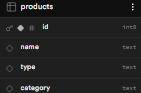 products
id int8
name text
type text
category text